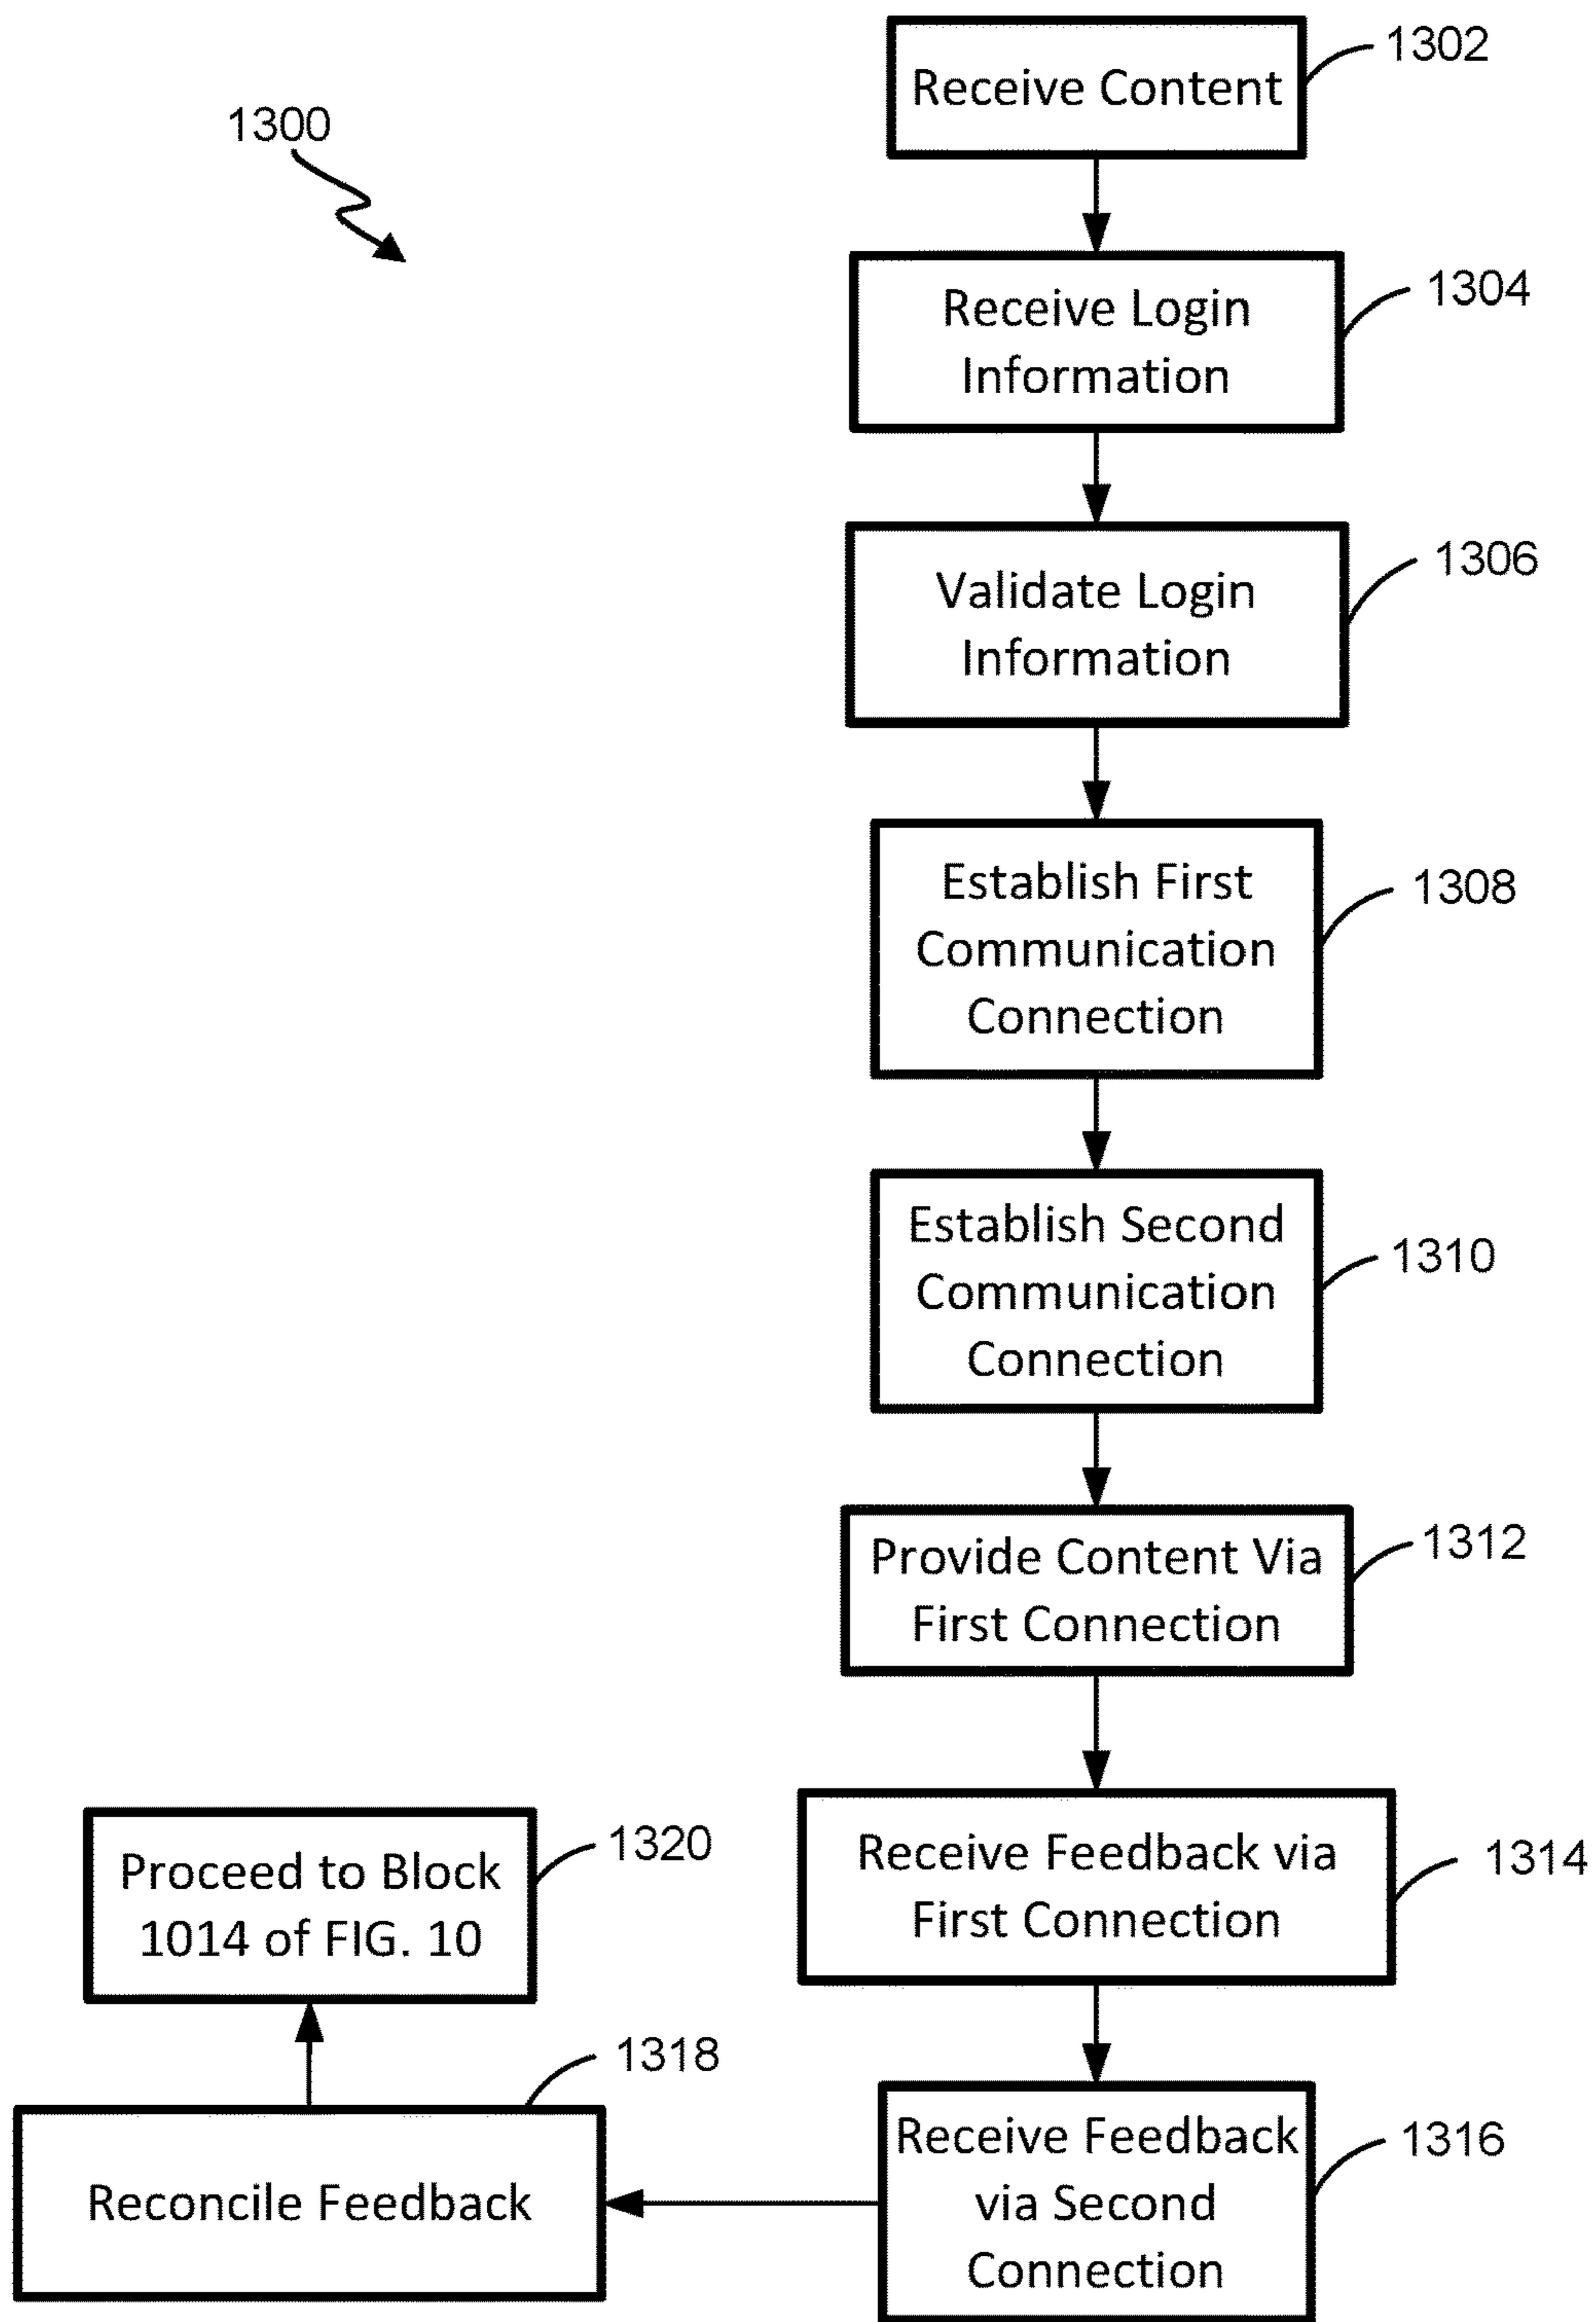 1300
Receive Content
1302
Receive Login
Information
1304
Validate Login
Information
1306
Establish First
Communication
Connection
1308
Establish Second
Communication
Connection
1310
Provide Content Via
First Connection
1312
Receive Feedback via
First Connection
1314
Receive Feedback
via Second
Connection
1316
Reconcile Feedback
1318
Proceed to Block
1014 of FIG. 10
1320